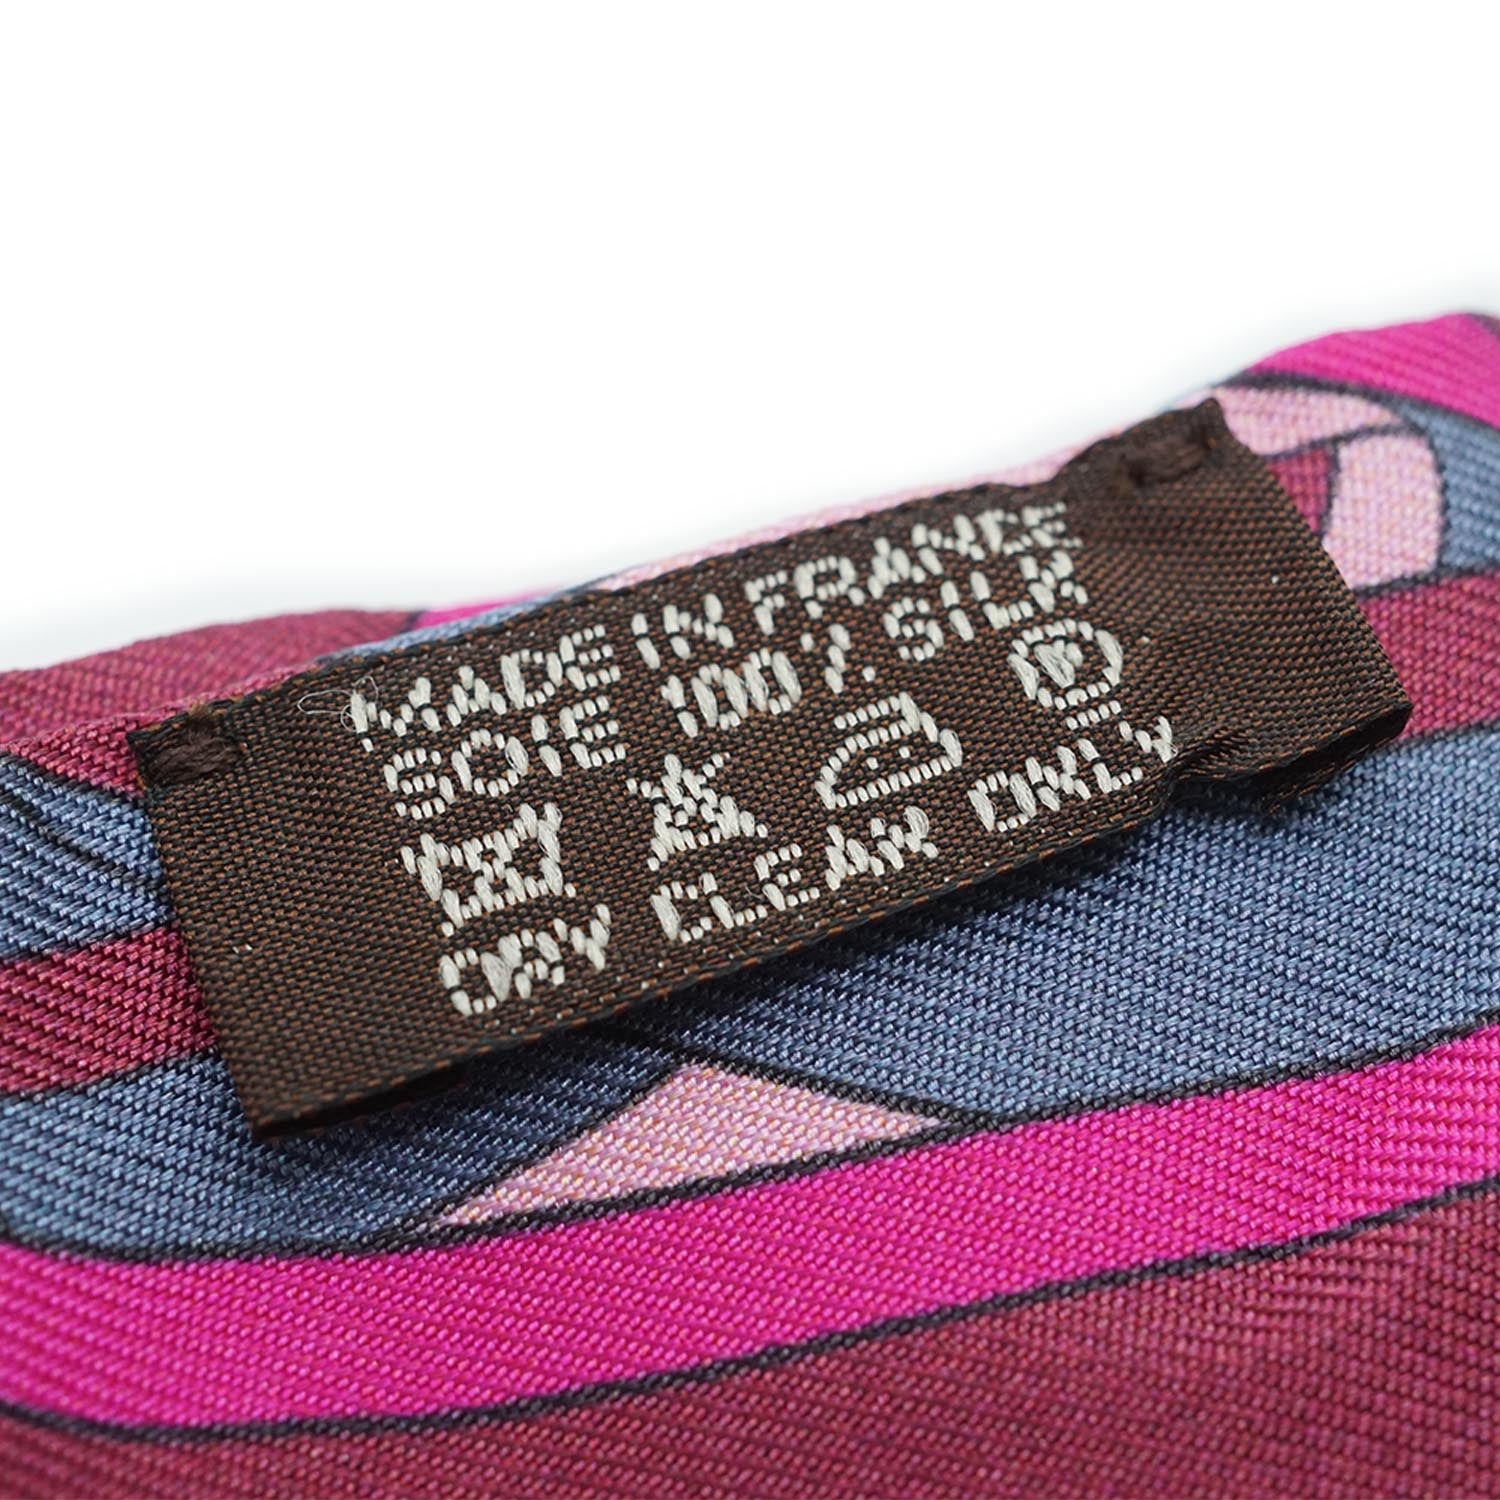 MADE IN FRANCE
SOIE 100% SILK
P
DRY CLEAN ONLY